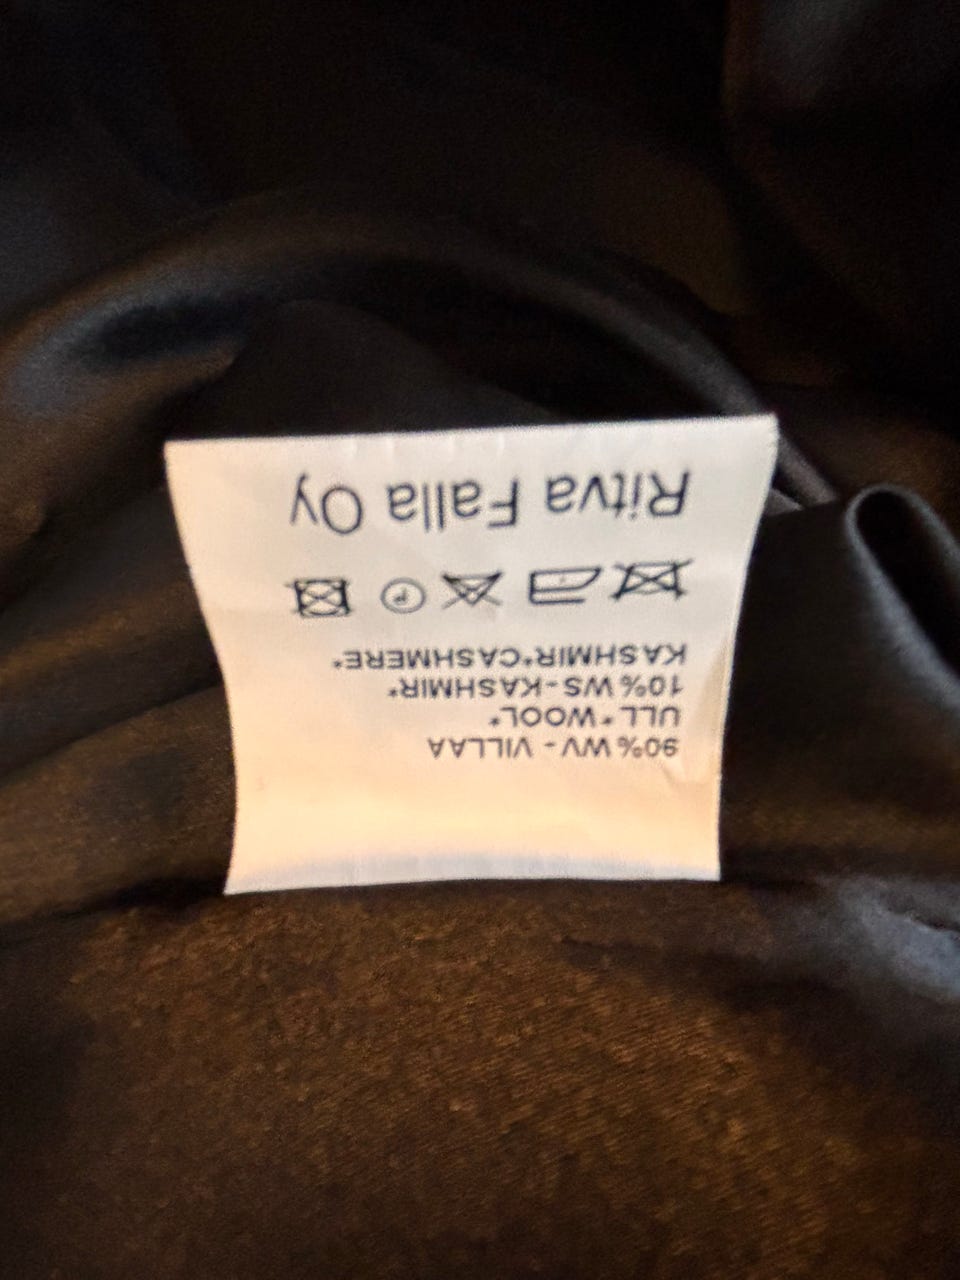 90% WV - VILLAA
ULL*WOOL*
10% WS-KASHMIR*
KASHMIR*CASHMERE*
P
Ritva Falla Oy